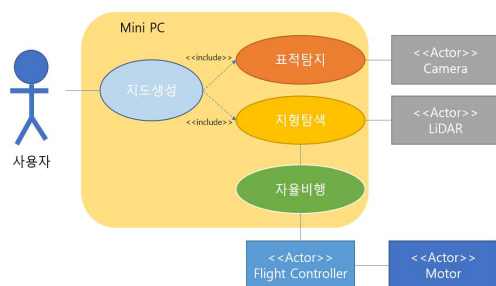 Mini PC
<<include>>
표적탐지
<<Actor>>
Camera
지도생성
<<include>>
지형탐색
<<Actor>>
LiDAR
사용자
자율비행
<<Actor>>
Flight Controller
<<Actor>>
Motor